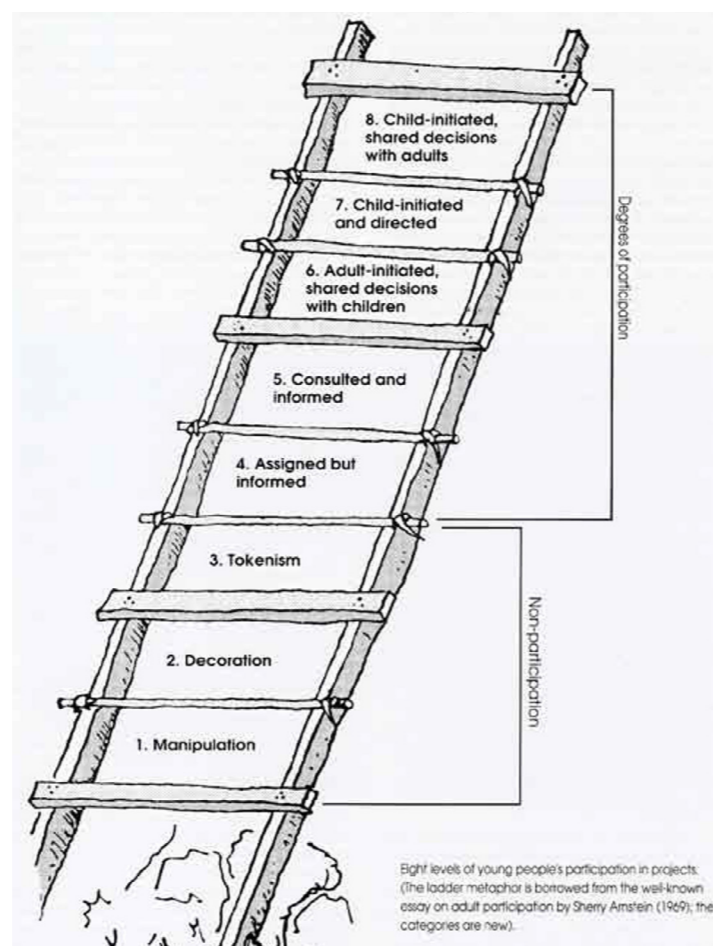 8. Child-initiated,
shared decisions
with adults
7. Child-initiated
and directed
6. Adult-initiated,
shared decisions
with children
5. Consulted and
informed
4. Assigned but
informed
3. Tokenism
2. Decoration
1. Manipulation
Degrees of participation
Non-participation
Eight levels of young people's participation in projects.
(The ladder metaphor is borrowed from the well-known
essay on adult participation by Sherry Arnstein (1969); the
categories are new).